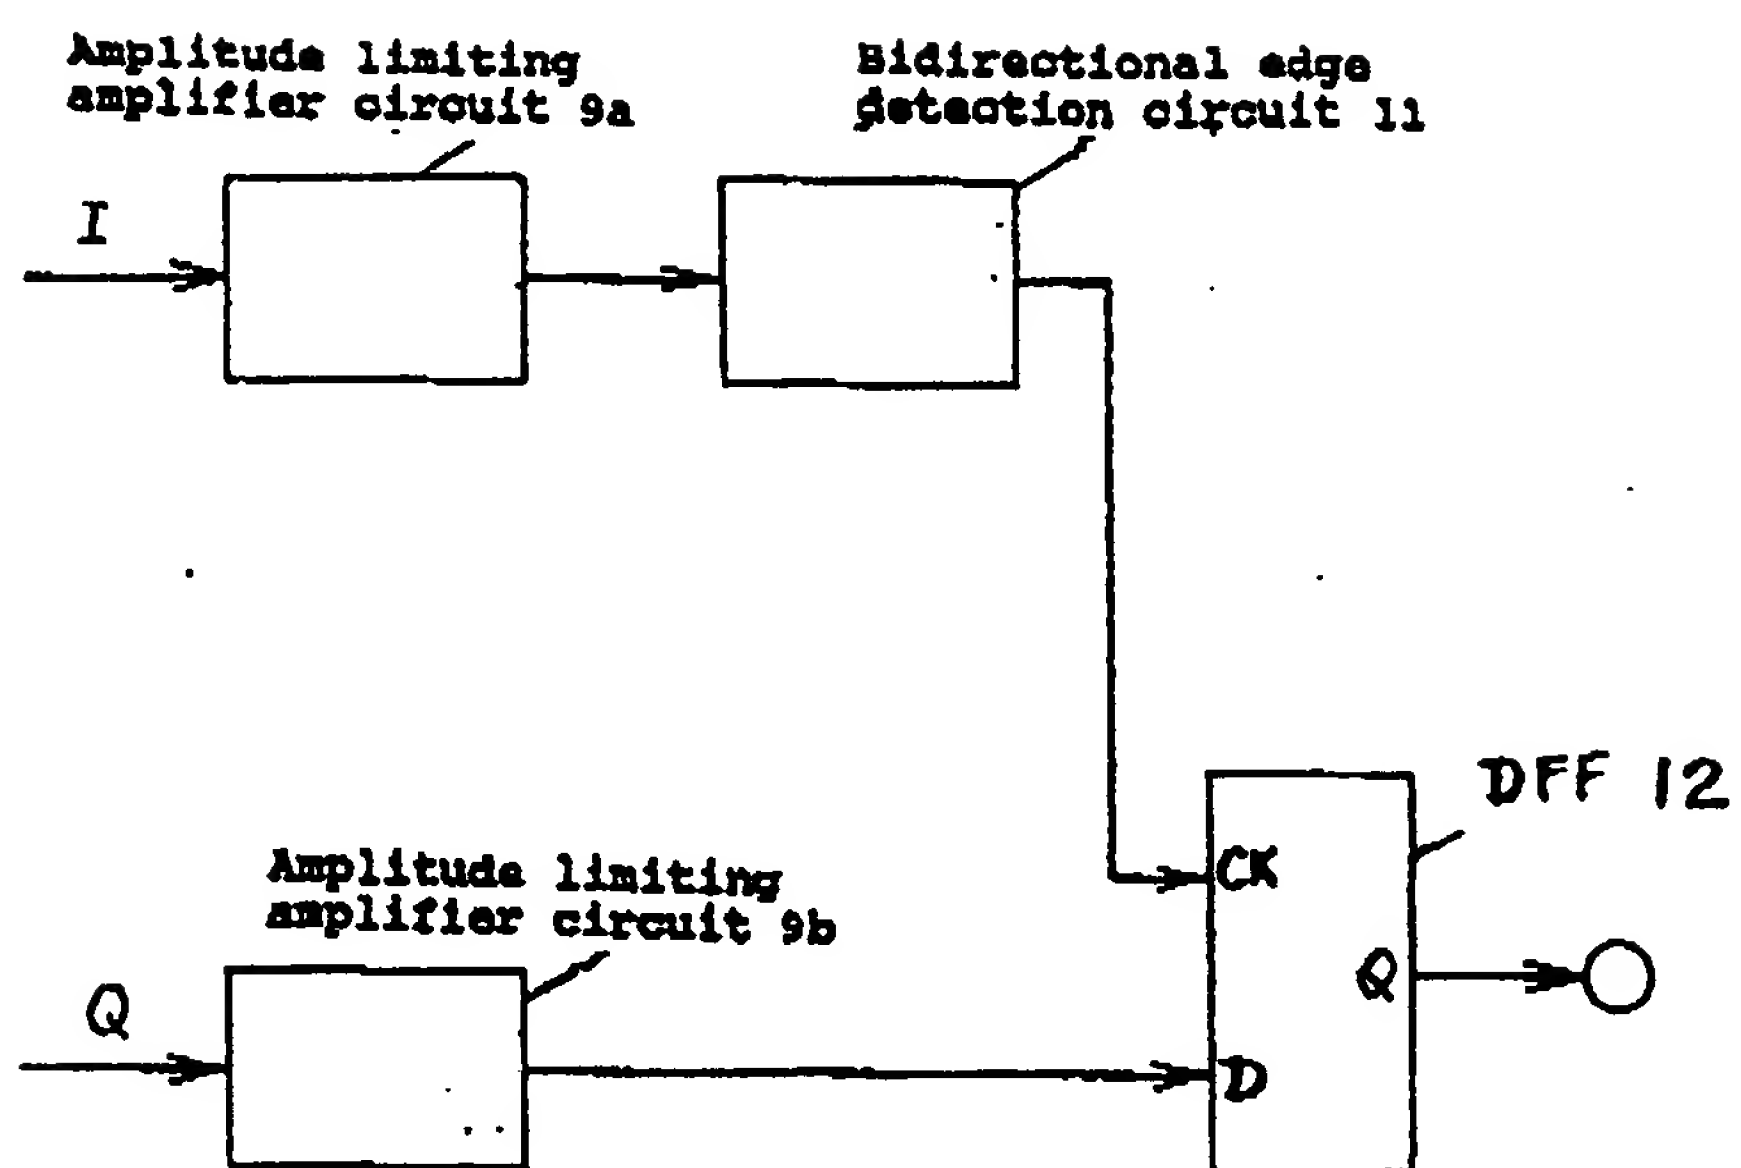 Amplitude limiting
amplifier circuit 9a
Bidirectional edge
detection circuit 11
I
DFF 12
CK
Amplitude limiting
amplifier circuit 9b
Q
Q
D